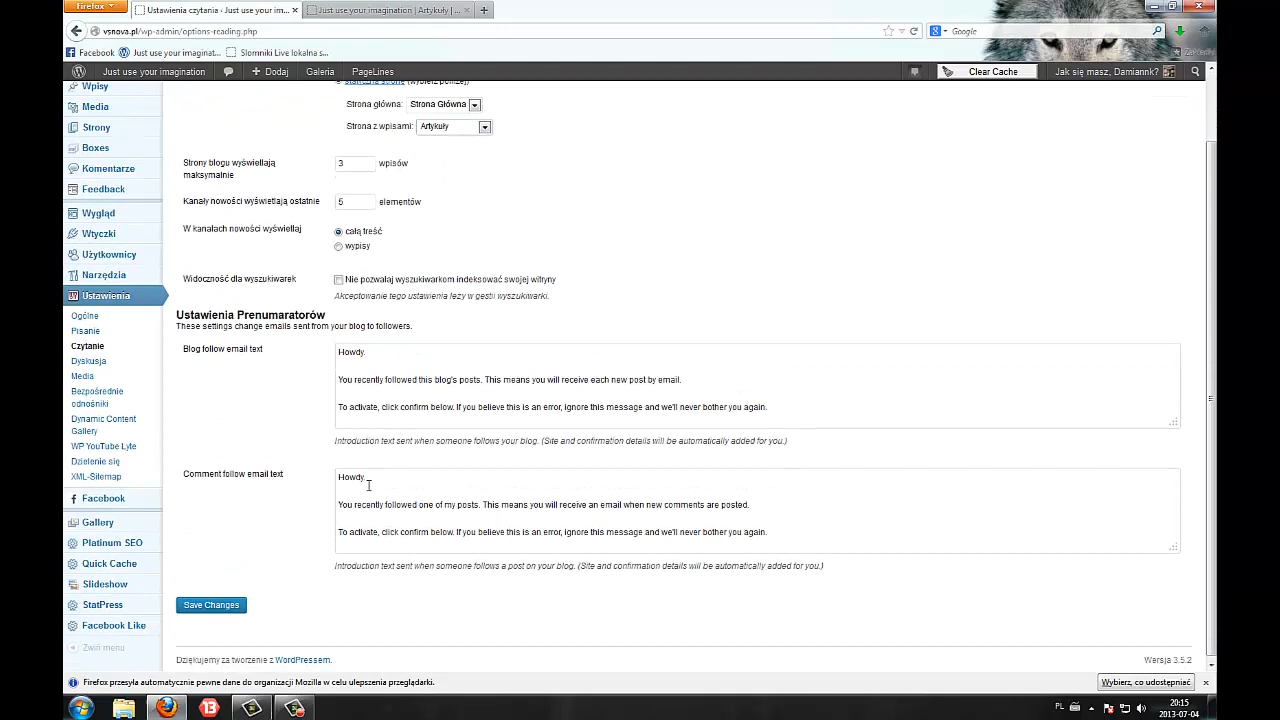 Firefox
Ustawienia czytania ‹ Just use your im...
Just use your imagination | Artykuły | ...
vsnova.pl/wp-admin/options-reading.php
Google
Facebook
Just use your imaginat...
Slomniki Live lokalna s...
Just use your imagination
Dodaj
Galeria
PageLines
Clear Cache
Jak się masz, Damiannk?
Wpisy
Media
Strony
Boxes
Komentarze
Feedback
Wygląd
Wtyczki
Użytkownicy
Narzędzia
Ustawienia
Ogólne
Pisanie
Czytanie
Dyskusja
Media
Bezpośrednie
odnośniki
Dynamic Content
Gallery
WP YouTube Lyte
Dzielenie się
XML-Sitemap
Facebook
Gallery
Platinum SEO
Quick Cache
Slideshow
StatPress
Facebook Like
Zwiń menu
Strona główna: Strona Główna
Strona z wpisami: Artykuły
Strony blogu wyświetlają
maksymalnie
3 wpisów
Kanały nowości wyświetlają ostatnie 5 elementów
W kanałach nowości wyświetlaj
całą treść
wypisy
Widoczność dla wyszukiwarek
Nie pozwalaj wyszukiwarkom indeksować swojej witryny
Akceptowanie tego ustawienia leży w gestii wyszukiwarki.
Ustawienia Prenumaratorów
These settings change emails sent from your blog to followers.
Blog follow email text
Howdy.
You recently followed this blog's posts. This means you will receive each new post by email.
To activate, click confirm below. If you believe this is an error, ignore this message and we'll never bother you again.
Introduction text sent when someone follows your blog. (Site and confirmation details will be automatically added for you.)
Comment follow email text
Howdy.
You recently followed one of my posts. This means you will receive an email when new comments are posted.
To activate, click confirm below. If you believe this is an error, ignore this message and we'll never bother you again.
Introduction text sent when someone follows a post on your blog. (Site and confirmation details will be automatically added for you.)
Save Changes
Dziękujemy za tworzenie z WordPressem.
Wersja 3.5.2
Firefox przesyła automatycznie pewne dane do organizacji Mozilla w celu ulepszenia przeglądarki.
Wybierz, co udostępniać
PL
20:15
2013-07-04